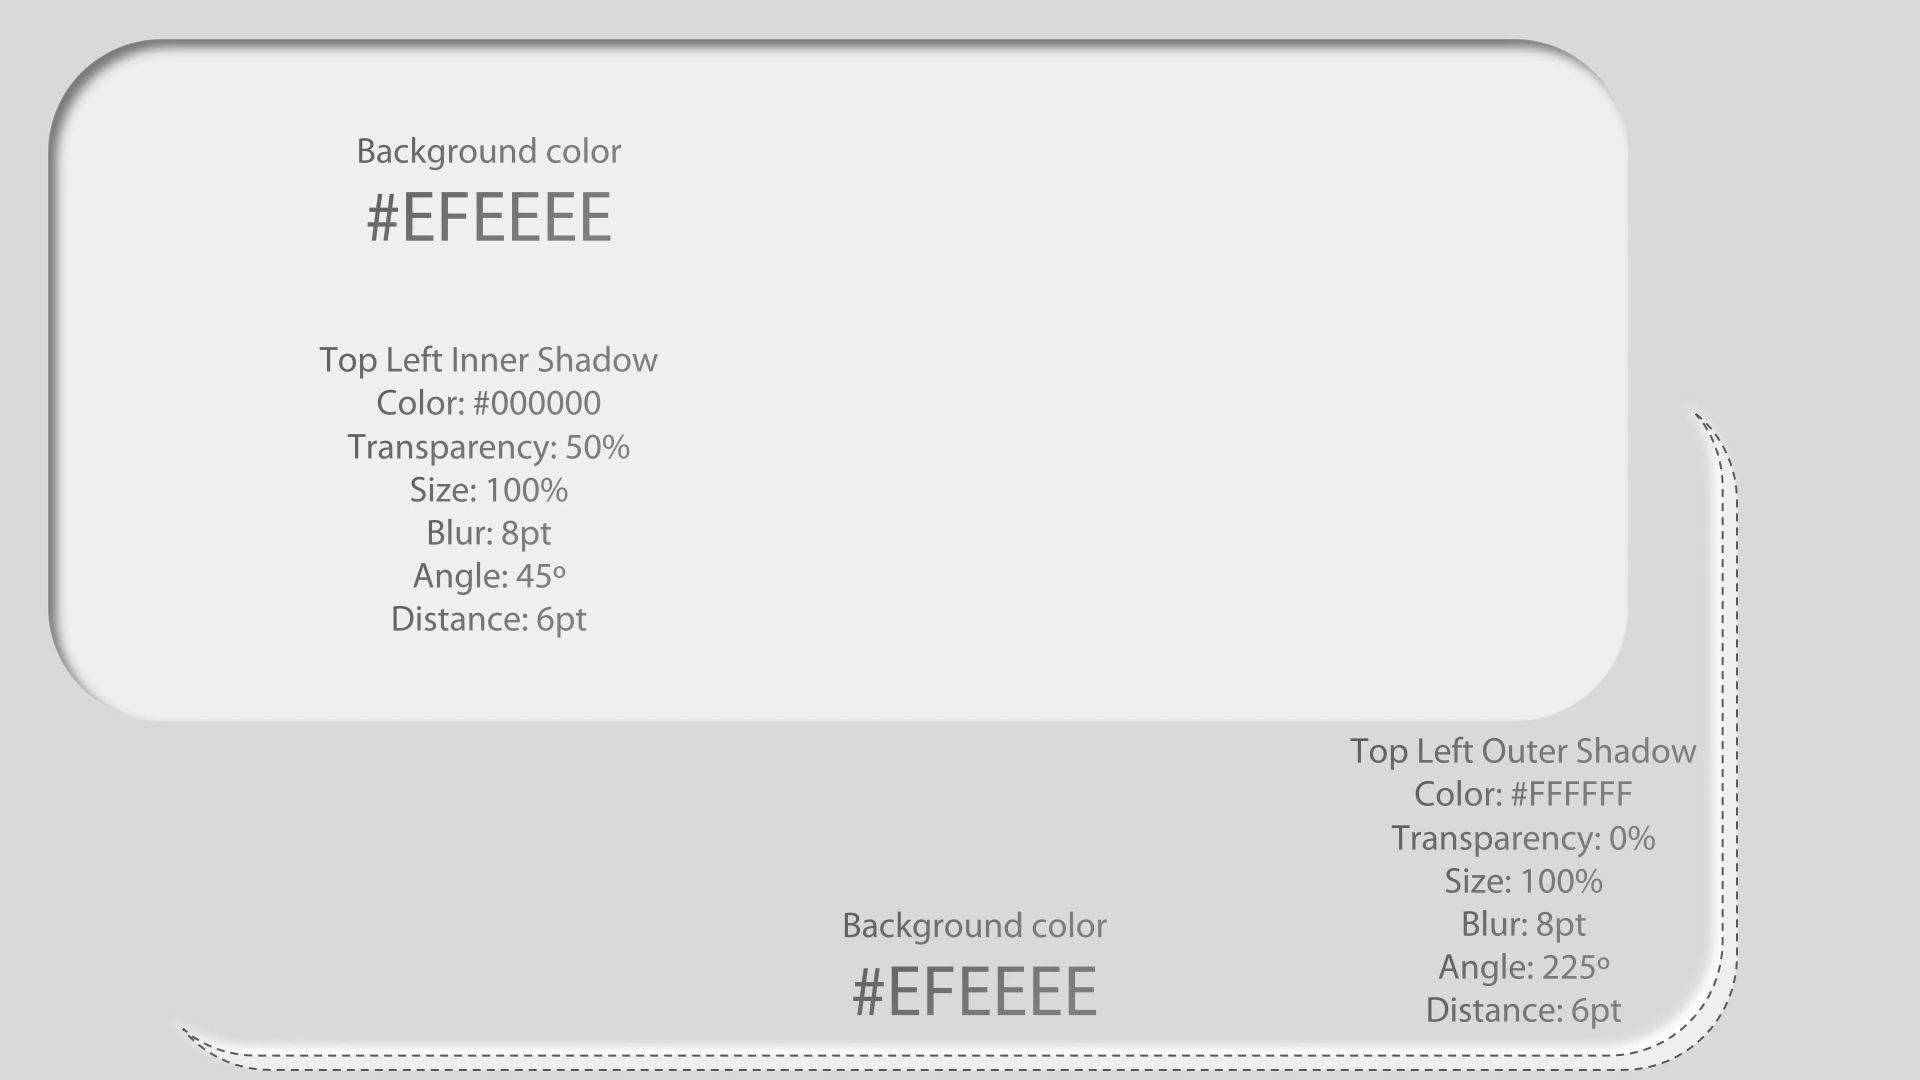 Background color
#EFEEEE
Top Left Inner Shadow
Color: #000000
Transparency: 50%
Size: 100%
Blur: 8pt
Angle: 45º
Distance: 6pt
Top Left Outer Shadow
Color: #FFFFFF
Transparency: 0%
Size: 100%
Blur: 8pt
Angle: 225º
Distance: 6pt
Background color
#EFEEEE